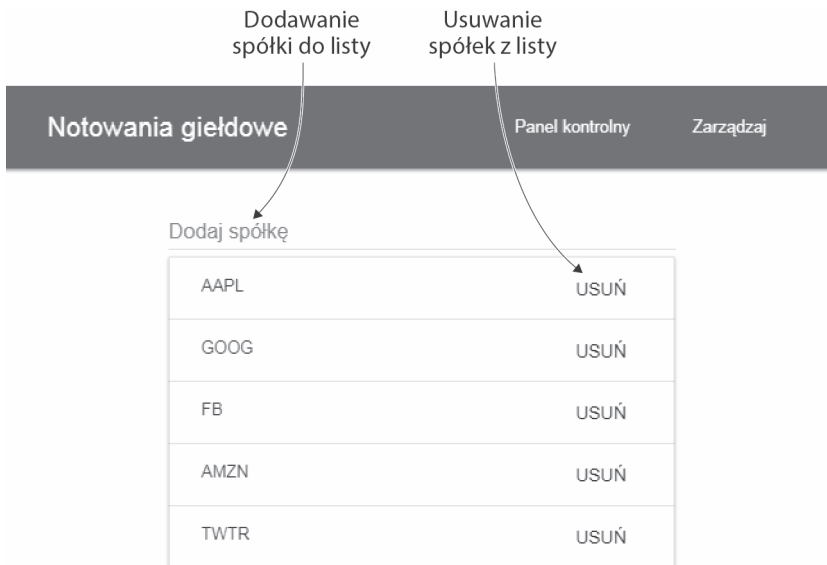 Dodawanie
spółki do listy
Usuwanie
spółek z listy
Notowania giełdowe
Panel kontrolny
Zarządzaj
Dodaj spółkę
AAPL
USUŃ
GOOG
USUŃ
FB
USUŃ
AMZN
USUŃ
TWTR
USUŃ